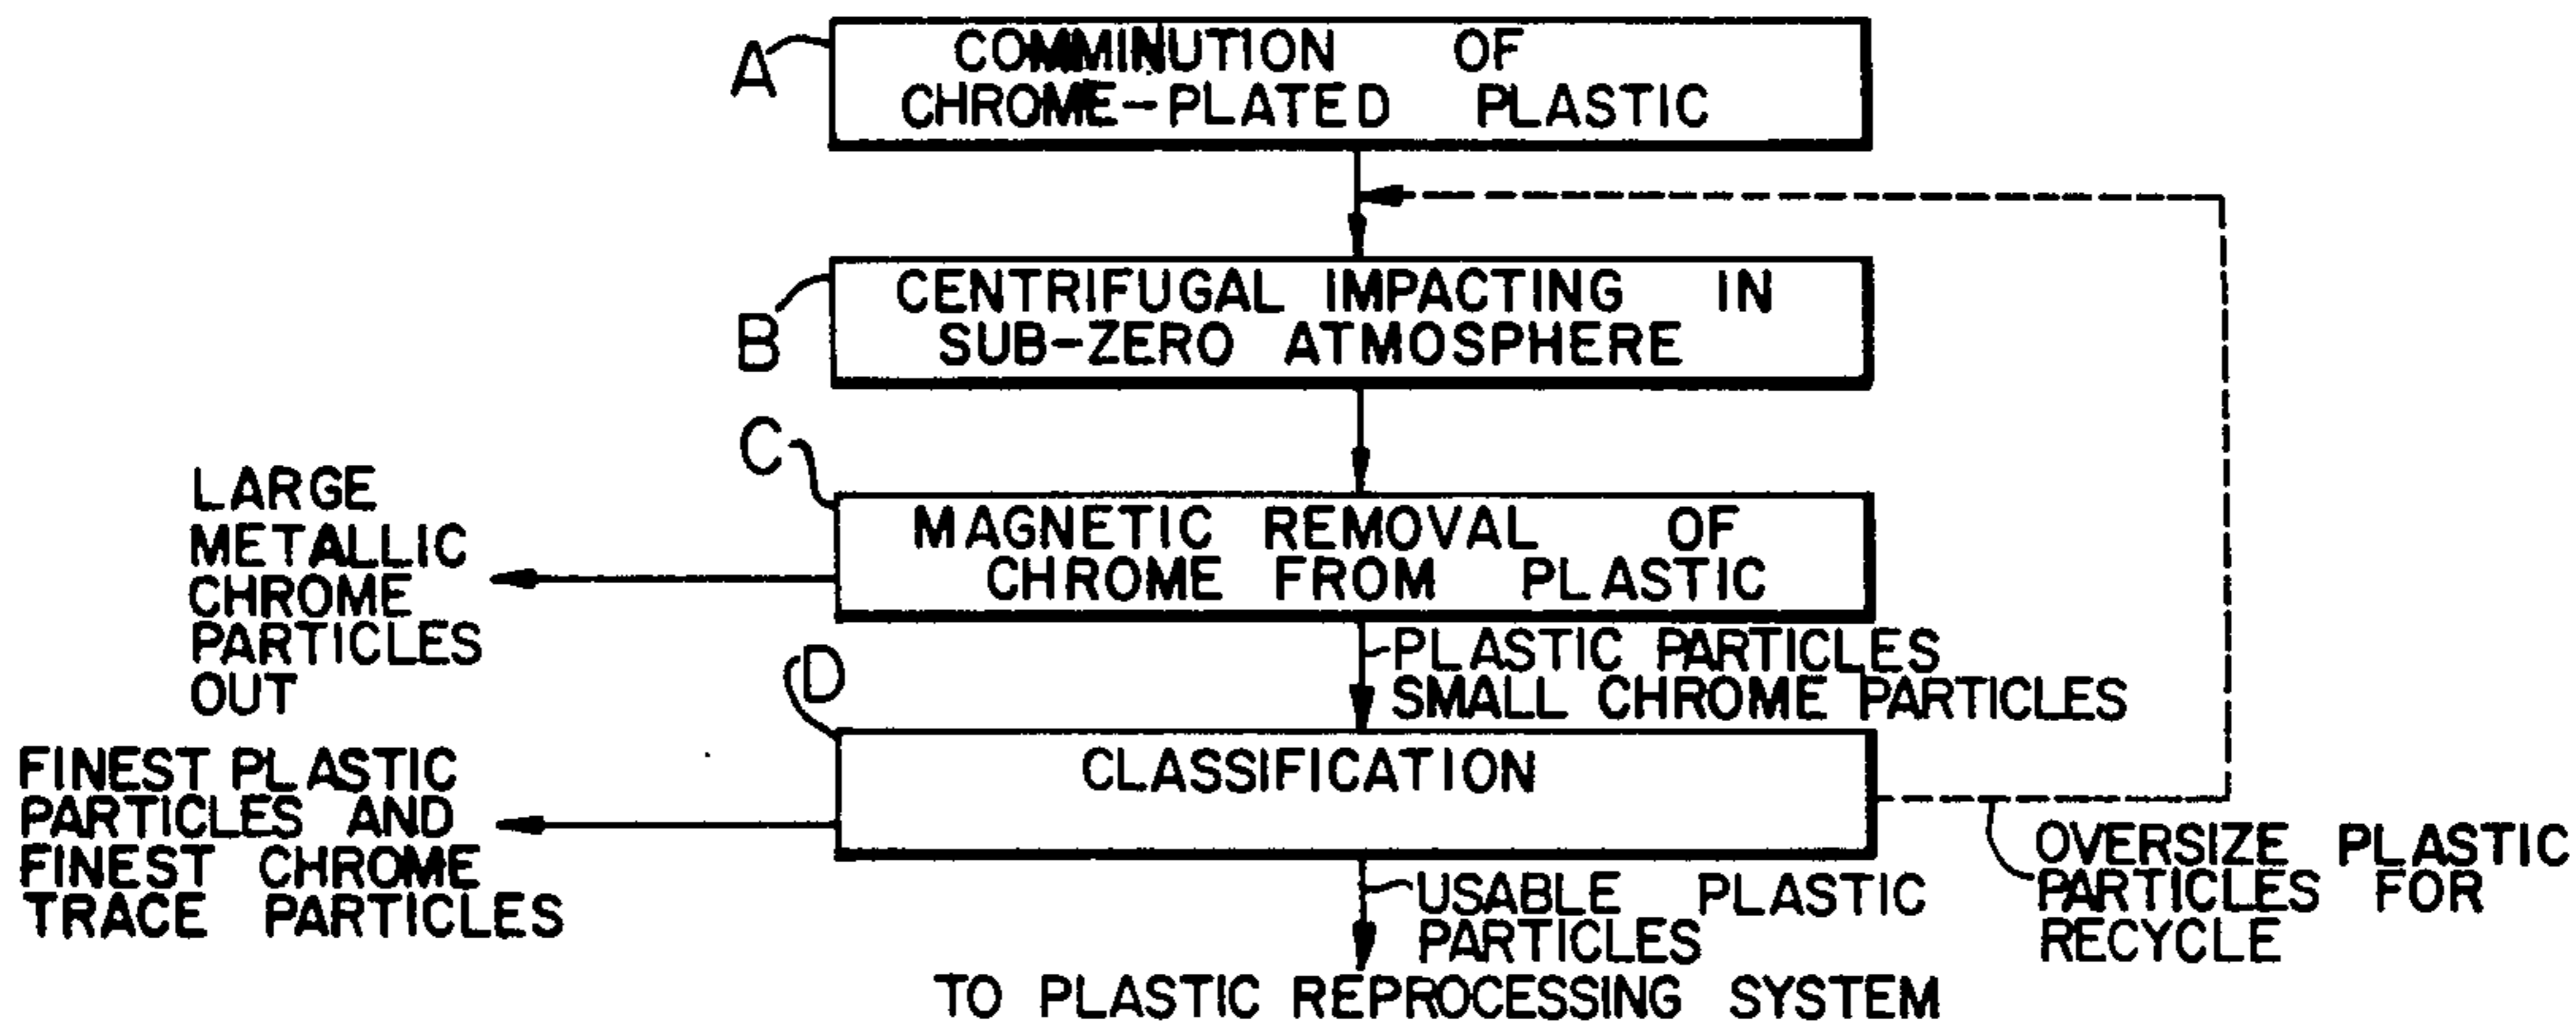 A
COMMINUTION OF
CHROME-PLATED PLASTIC
B
CENTRIFUGAL IMPACTING IN
SUB-ZERO ATMOSPHERE
C
MAGNETIC REMOVAL OF
CHROME FROM PLASTIC
LARGE
METALLIC
CHROME
PARTICLES
OUT
PLASTIC PARTICLES
SMALL CHROME PARTICLES
D
CLASSIFICATION
FINEST PLASTIC
PARTICLES AND
FINEST CHROME
TRACE PARTICLES
OVERSIZE PLASTIC
PARTICLES FOR
RECYCLE
USABLE PLASTIC
PARTICLES
TO PLASTIC REPROCESSING SYSTEM